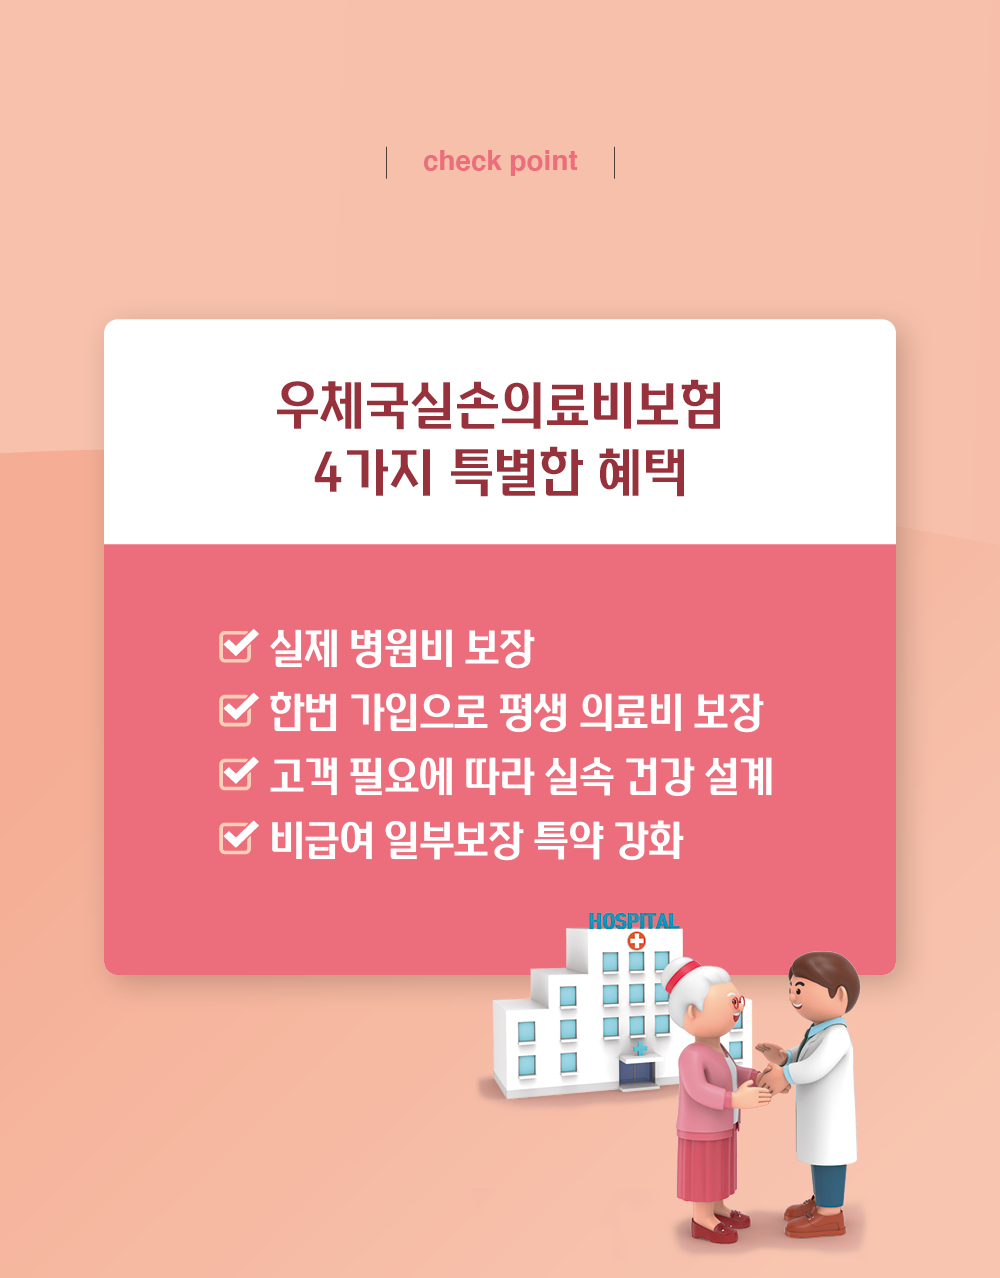 check point
우체국실손의료비보험
4가지 특별한 혜택
실제 병원비 보장
한번 가입으로 평생 의료비 보장
고객 필요에 따라 실속 건강 설계
비급여 일부보장 특약 강화
HOSPITAL